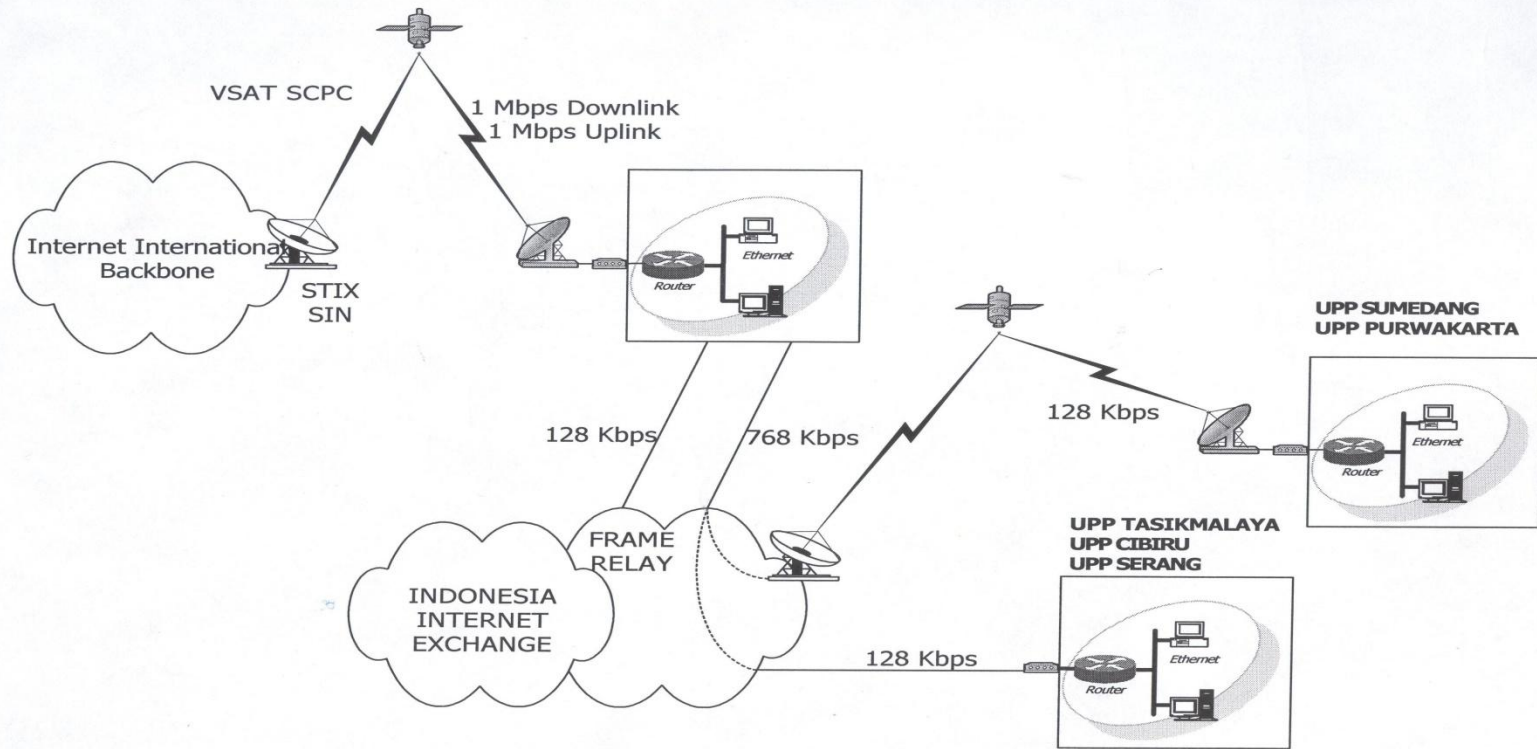 VSAT SCPC
1 Mbps Downlink
1 Mbps Uplink
Internet International
Backbone
STIX
SIN
Router
Ethernet
128 Kbps
768 Kbps
FRAME
RELAY
INDONESIA
INTERNET
EXCHANGE
128 Kbps
UPP SUMEDANG
UPP PURWAKARTA
Router
Ethernet
UPP TASIKMALAYA
UPP CIBIRU
UPP SERANG
128 Kbps
Router
Ethernet